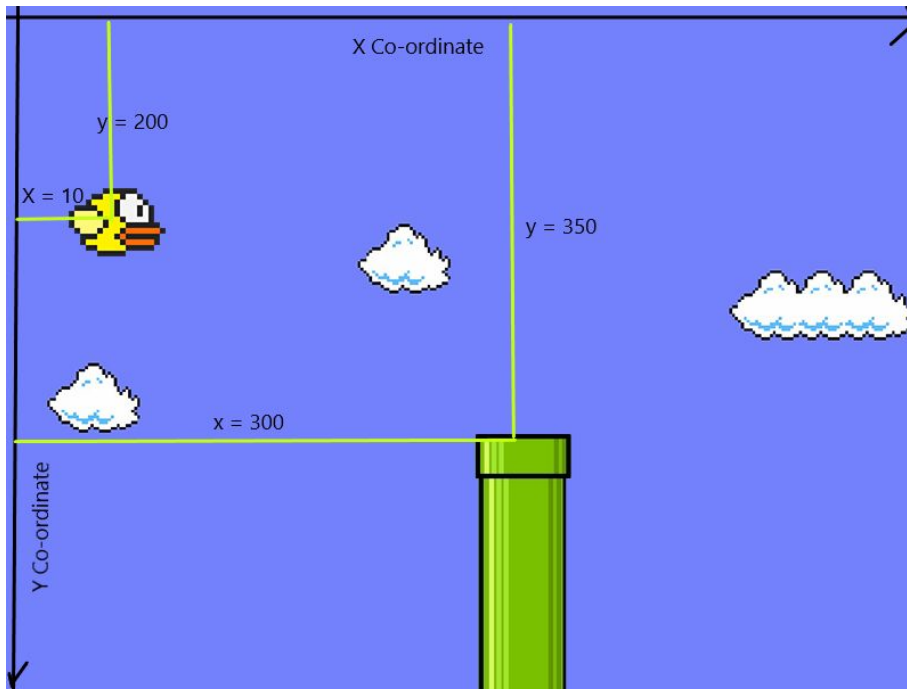 X Co-ordinate
y = 200
X = 10
y = 350
x = 300
Y Co-ordinate